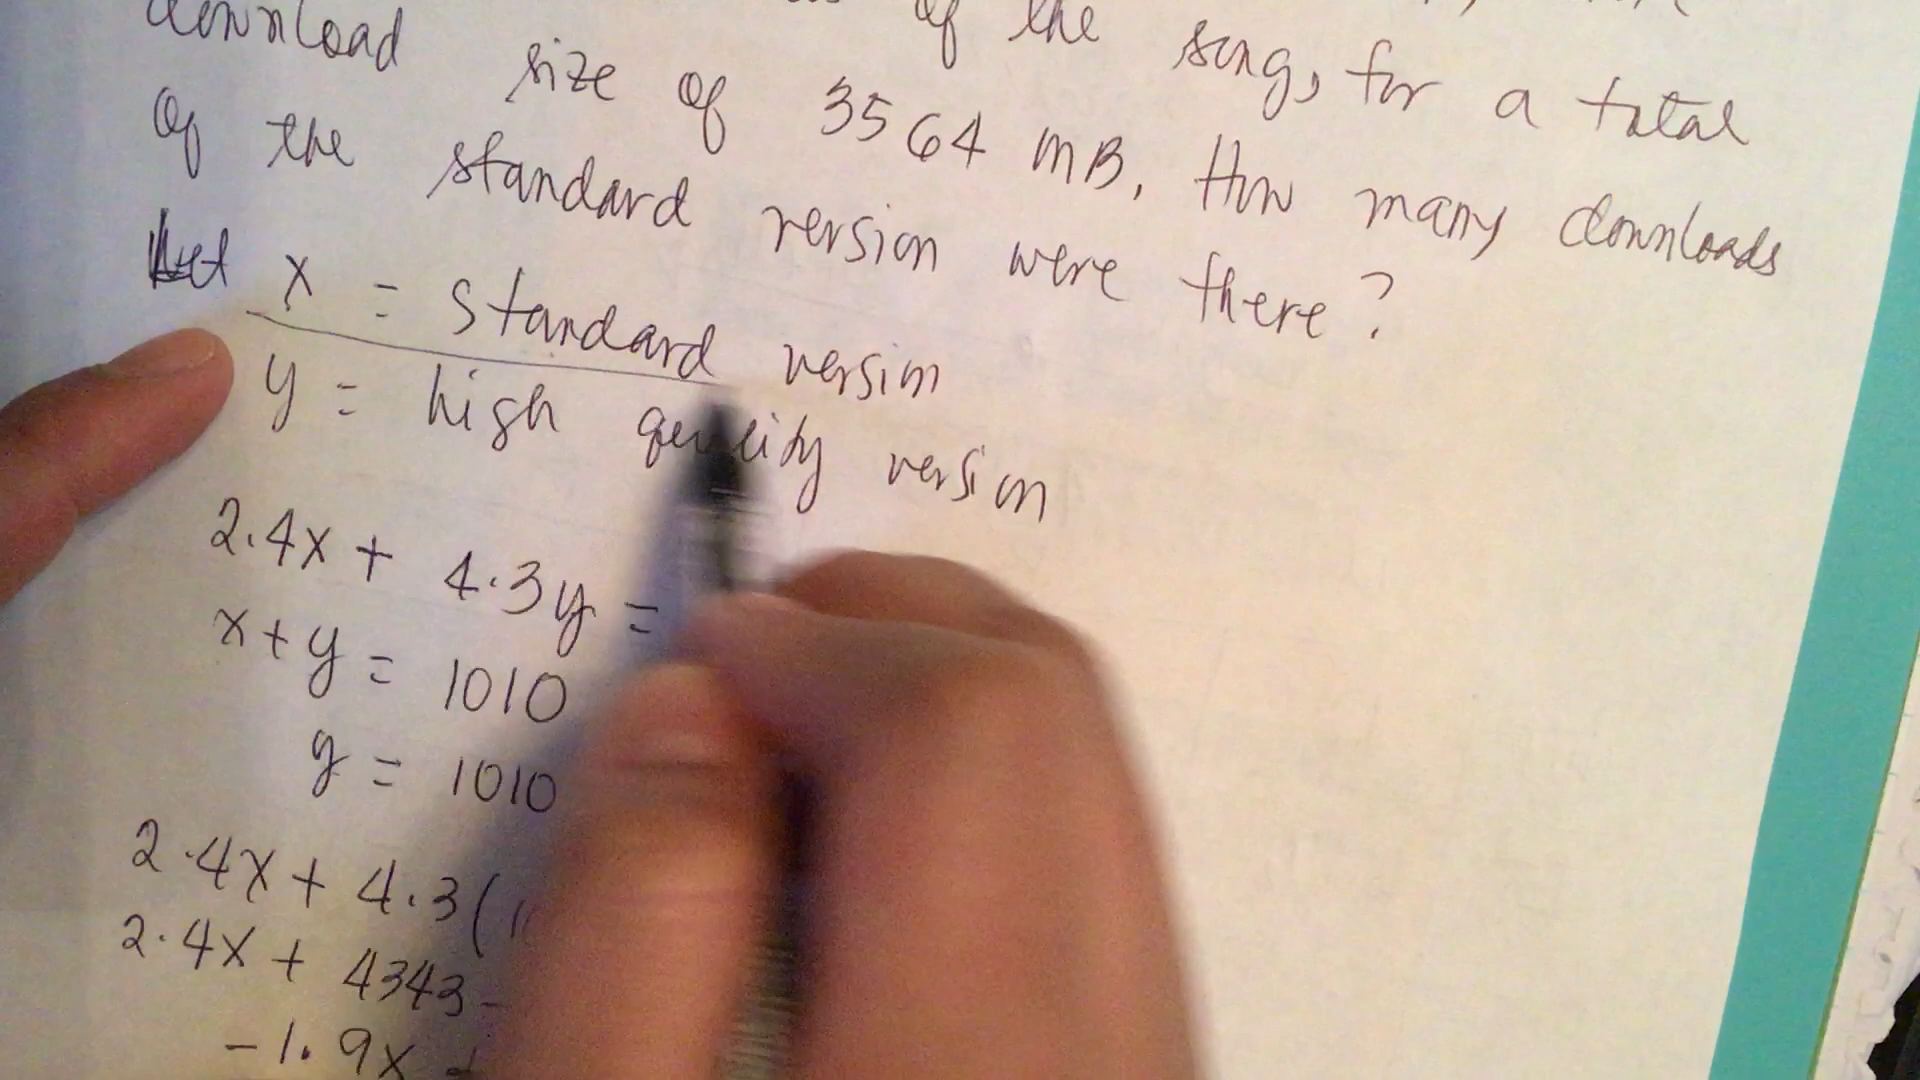 download size of 3564 MB. How many downloads
of the song, for a total
of the standard version were there?
Let x = standard version
y = high quality version
2.4x + 4.3y =
x + y = 1010
y = 1010
2.4x + 4.3(
2.4x + 4343 -
-1.9x